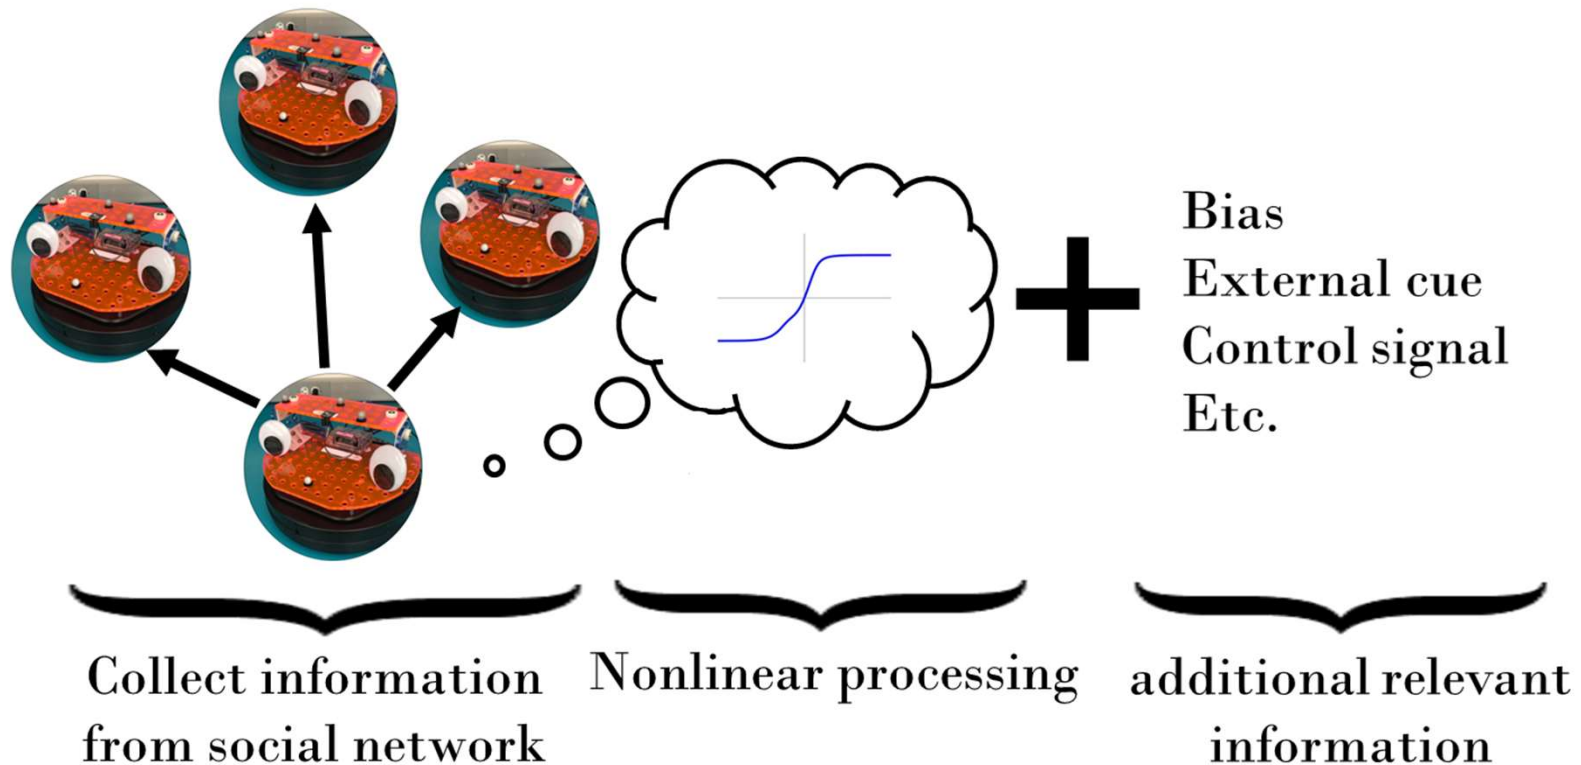 Bias
External cue
Control signal
Etc.
Collect information
from social network
Nonlinear processing
additional relevant
information